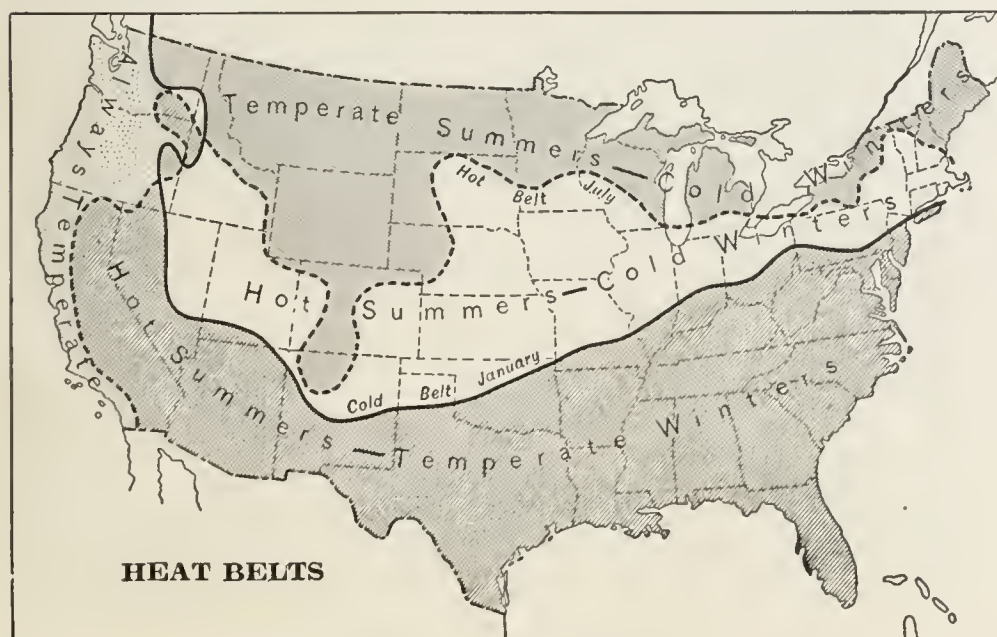 Always Temperate
Temperate Summers — Cold Winters
Hot Belt July
Hot Summers — Cold Winters
Cold Belt January
Hot Summers — Temperate Winters
HEAT BELTS